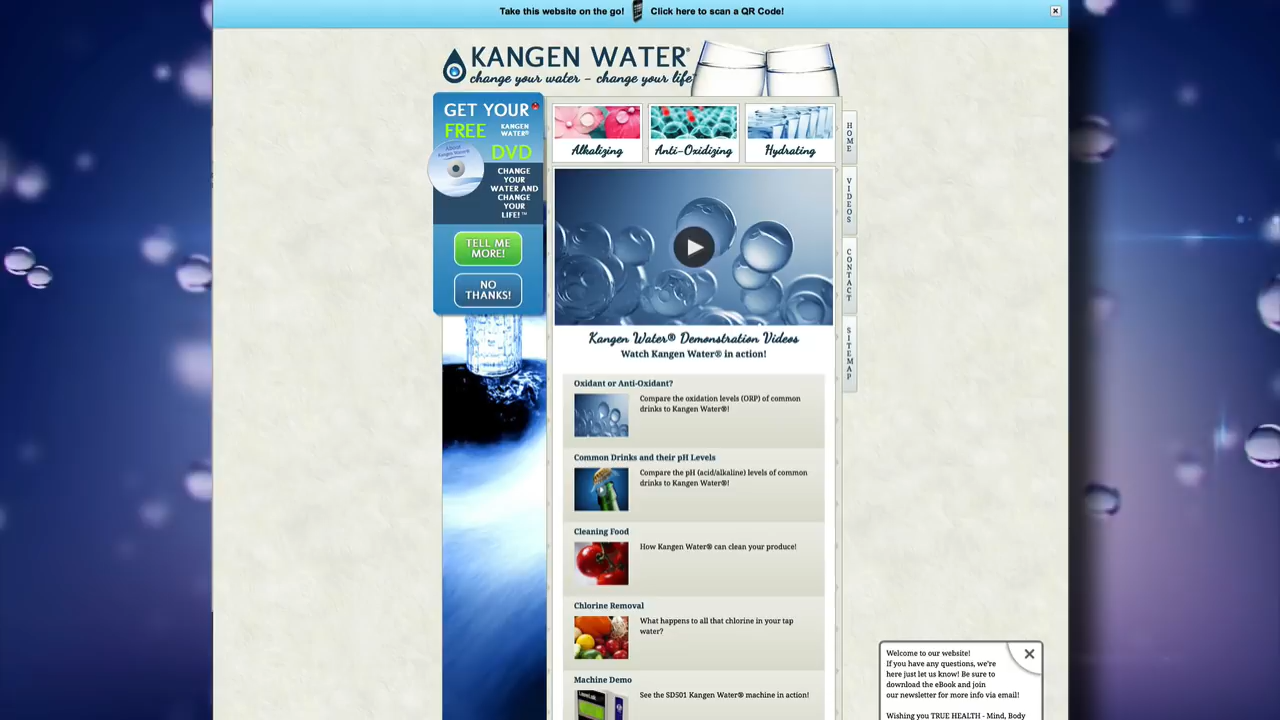 Take this website on the go! Click here to scan a QR Code!
KANGEN WATER®
change your water – change your life™
GET YOUR
FREE KANGEN WATER®
DVD
CHANGE
YOUR
WATER AND
CHANGE
YOUR
LIFE!™
TELL ME
MORE!
NO
THANKS!
Alkalizing
Anti-Oxidizing
Hydrating
HOME
VIDEOS
CONTACT
SITEMAP
Kangen Water® Demonstration Videos
Watch Kangen Water® in action!
Oxidant or Anti-Oxidant?
Compare the oxidation levels (ORP) of common
drinks to Kangen Water®!
Common Drinks and their pH Levels
Compare the pH (acid/alkaline) levels of common
drinks to Kangen Water®!
Cleaning Food
How Kangen Water® can clean your produce!
Chlorine Removal
What happens to all that chlorine in your tap
water?
Machine Demo
See the SD501 Kangen Water® machine in action!
Welcome to our website!
If you have any questions, we're
here just let us know! Be sure to
download the eBook and join
our newsletter for more info via email!
Wishing you TRUE HEALTH - Mind, Body